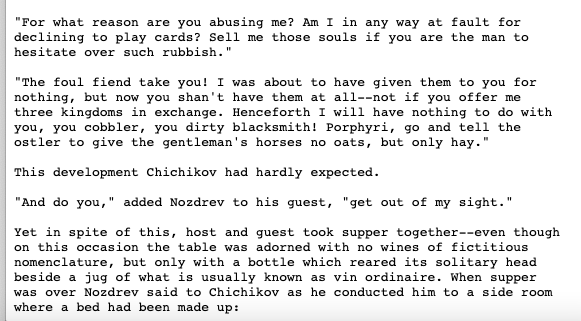 "For what reason are you abusing me? Am I in any way at fault for
declining to play cards? Sell me those souls if you are the man to
hesitate over such rubbish."
"The foul fiend take you! I was about to have given them to you for
nothing, but now you shan't have them at all--not if you offer me
three kingdoms in exchange. Henceforth I will have nothing to do with
you, you cobbler, you dirty blacksmith! Porphyri, go and tell the
ostler to give the gentleman's horses no oats, but only hay."
This development Chichikov had hardly expected.
"And do you," added Nozdrev to his guest, "get out of my sight."
Yet in spite of this, host and guest took supper together--even though
on this occasion the table was adorned with no wines of fictitious
nomenclature, but only with a bottle which reared its solitary head
beside a jug of what is usually known as vin ordinaire. When supper
was over Nozdrev said to Chichikov as he conducted him to a side room
where a bed had been made up: